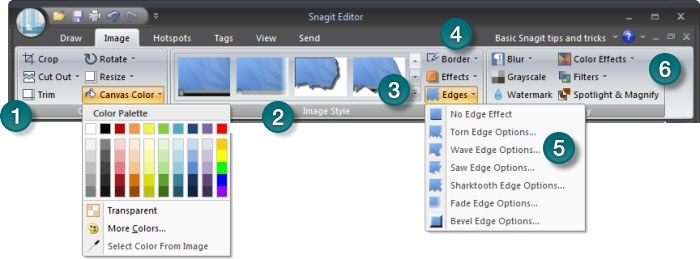 Snagit Editor
Draw Image Hotspots Tags View Send Basic Snagit tips and tricks
4
Crop Rotate Border Blur Color Effects
Cut Out Resize Effects Grayscale Filters 6
Trim Canvas Color 3 Edges Watermark Spotlight & Magnify
1 C 2 Image Style y
Color Palette
No Edge Effect
Torn Edge Options...
Wave Edge Options... 5
Saw Edge Options...
Sharktooth Edge Options...
Fade Edge Options...
Bevel Edge Options...
Transparent
More Colors...
Select Color From Image